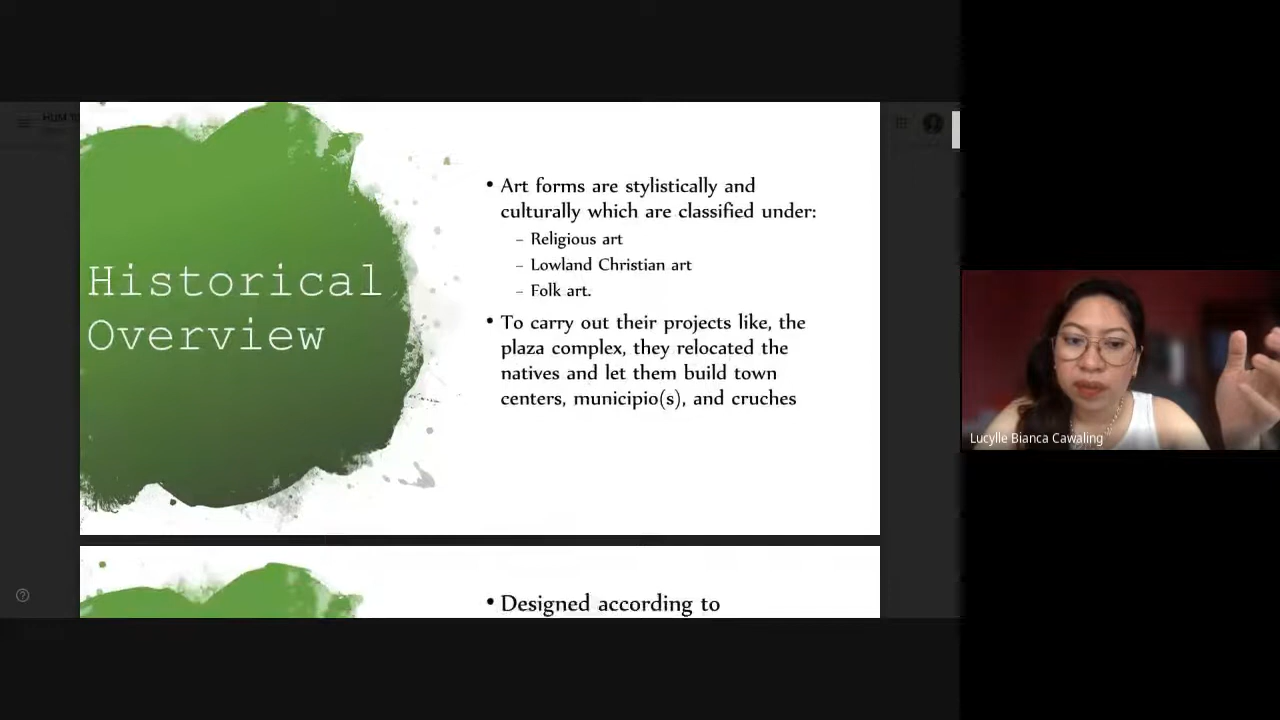 Historical
Overview
• Art forms are stylistically and
culturally which are classified under:
– Religious art
– Lowland Christian art
– Folk art.
• To carry out their projects like, the
plaza complex, they relocated the
natives and let them build town
centers, municipio(s), and cruches
• Designed according to
Lucylle Bianca Cawaling